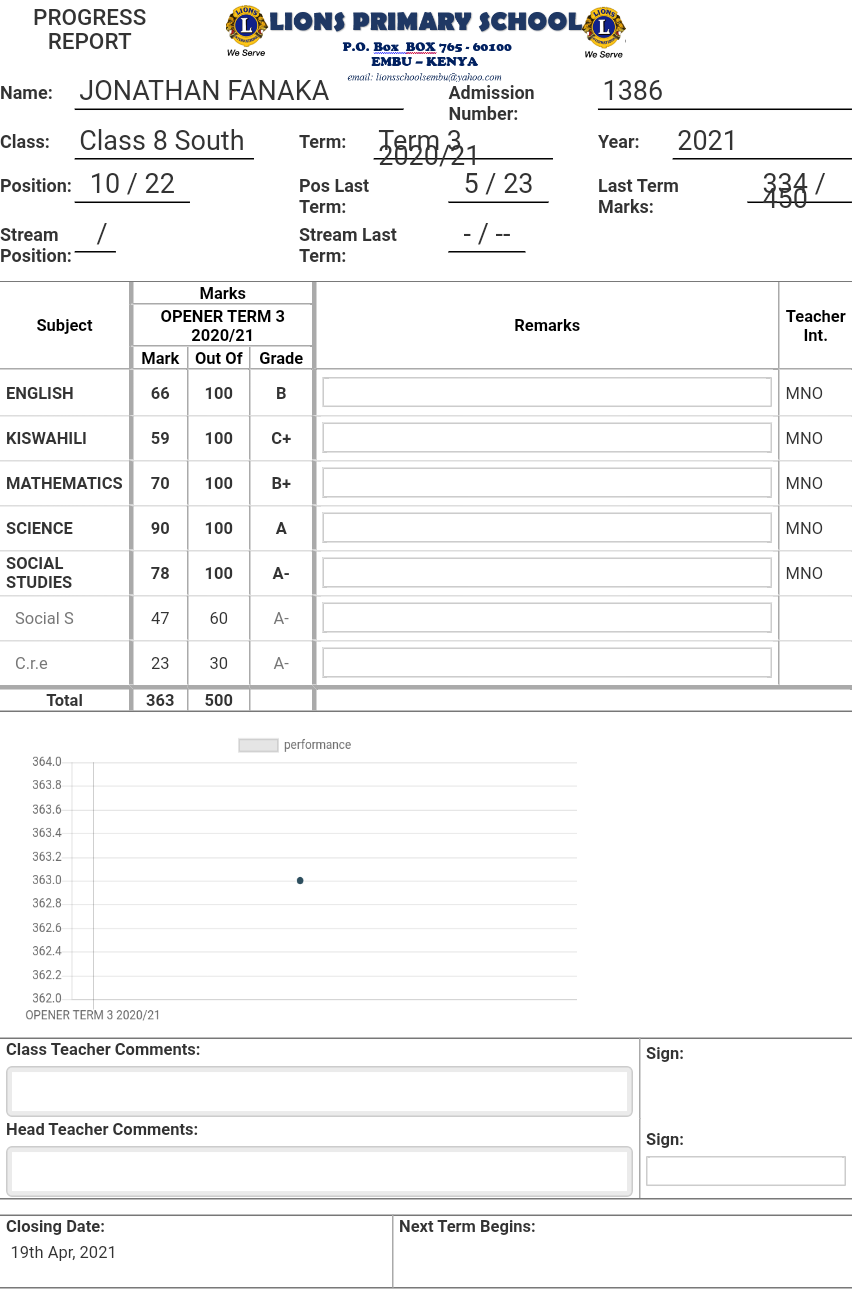 PROGRESS
REPORT
LIONS PRIMARY SCHOOL
We Serve
We Serve
P.O. Box BOX 765 - 60100
EMBU – KENYA
email: lionsschoolsembu@yahoo.com
Name: JONATHAN FANAKA Admission Number: 1386
Class: Class 8 South Term: Term 3 2020/21 Year: 2021
Position: 10 / 22 Pos Last Term: 5 / 23 Last Term Marks: 334 / 450
Stream Position: / Stream Last Term: - / --
Subject Marks Remarks Teacher Int.
OPENER TERM 3 2020/21
Mark Out Of Grade
ENGLISH 66 100 B MNO
KISWAHILI 59 100 C+ MNO
MATHEMATICS 70 100 B+ MNO
SCIENCE 90 100 A MNO
SOCIAL STUDIES 78 100 A- MNO
Social S 47 60 A-
C.r.e 23 30 A-
Total 363 500
performance
364.0
363.8
363.6
363.4
363.2
363.0
362.8
362.6
362.4
362.2
362.0
OPENER TERM 3 2020/21
Class Teacher Comments: Sign:
Head Teacher Comments: Sign:
Closing Date: Next Term Begins:
19th Apr, 2021